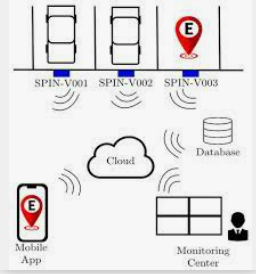 E
SPIN-V001 SPIN-V002 SPIN-V003
Cloud
Database
E
Mobile
App
Monitoring
Center